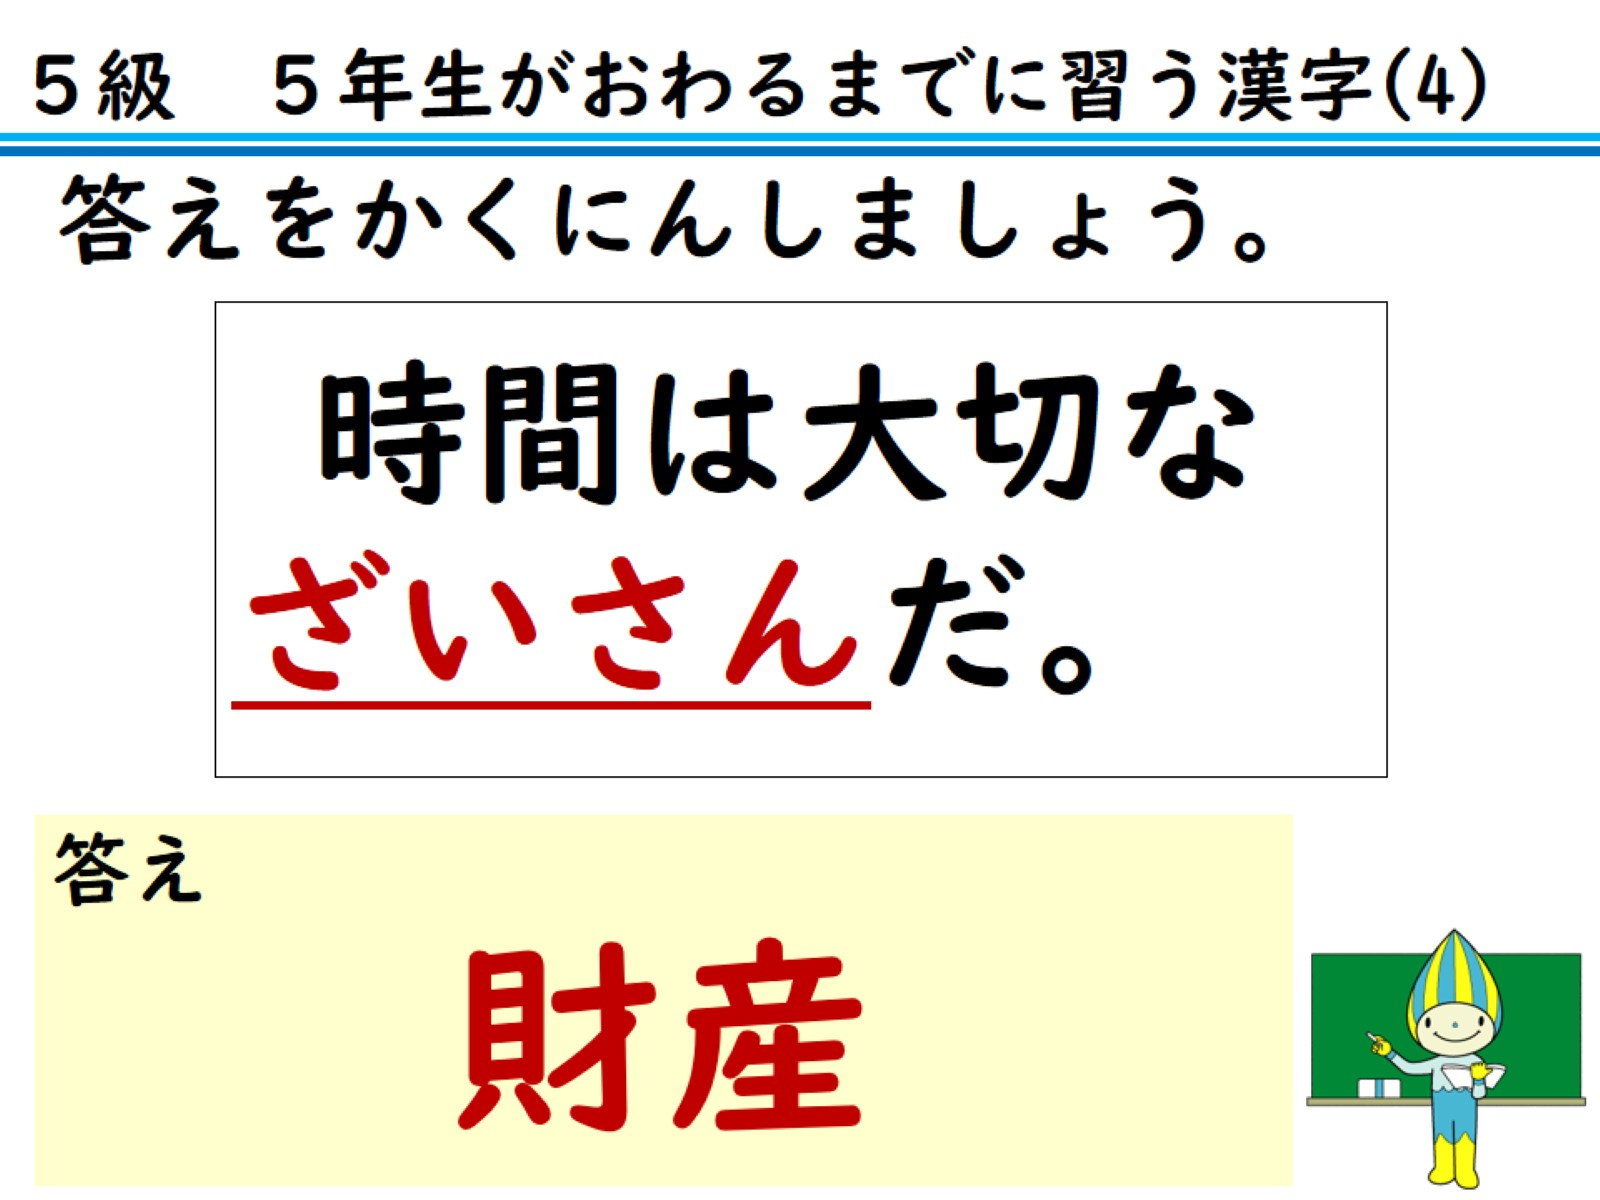 ５級　５年生がおわるまでに習う漢字(4)
答えをかくにんしましょう。
時間は大切な
ざいさんだ。
答え
財産